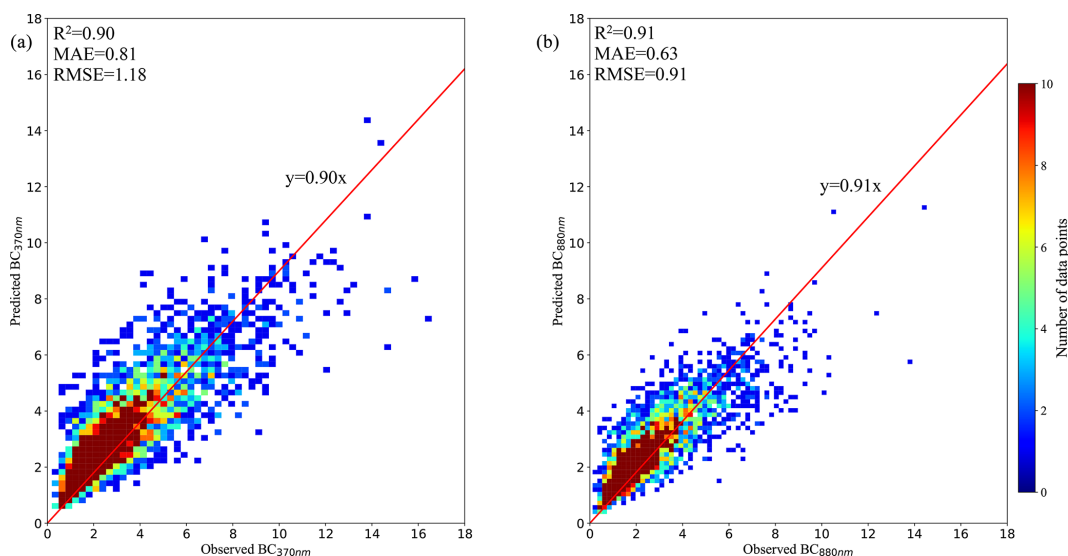 (a)
R²=0.90
MAE=0.81
RMSE=1.18
y=0.90x
Predicted BC370nm
18
16
14
12
10
8
6
4
2
0
0 2 4 6 8 10 12 14 16 18
Observed BC370nm
(b)
R²=0.91
MAE=0.63
RMSE=0.91
y=0.91x
Predicted BC880nm
18
16
14
12
10
8
6
4
2
0
0 2 4 6 8 10 12 14 16 18
Observed BC880nm
10
8
6
4
2
0
Number of data points